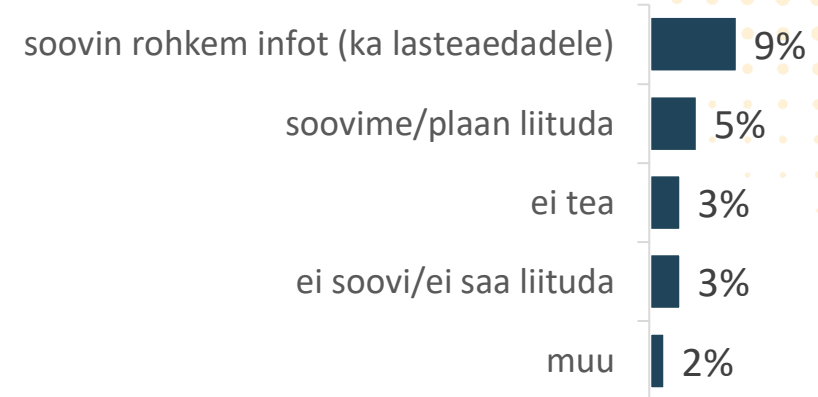 soovin rohkem infot (ka lasteaedadele) 9%
soovime/plaan liituda 5%
ei tea 3%
ei soovi/ei saa liituda 3%
muu 2%